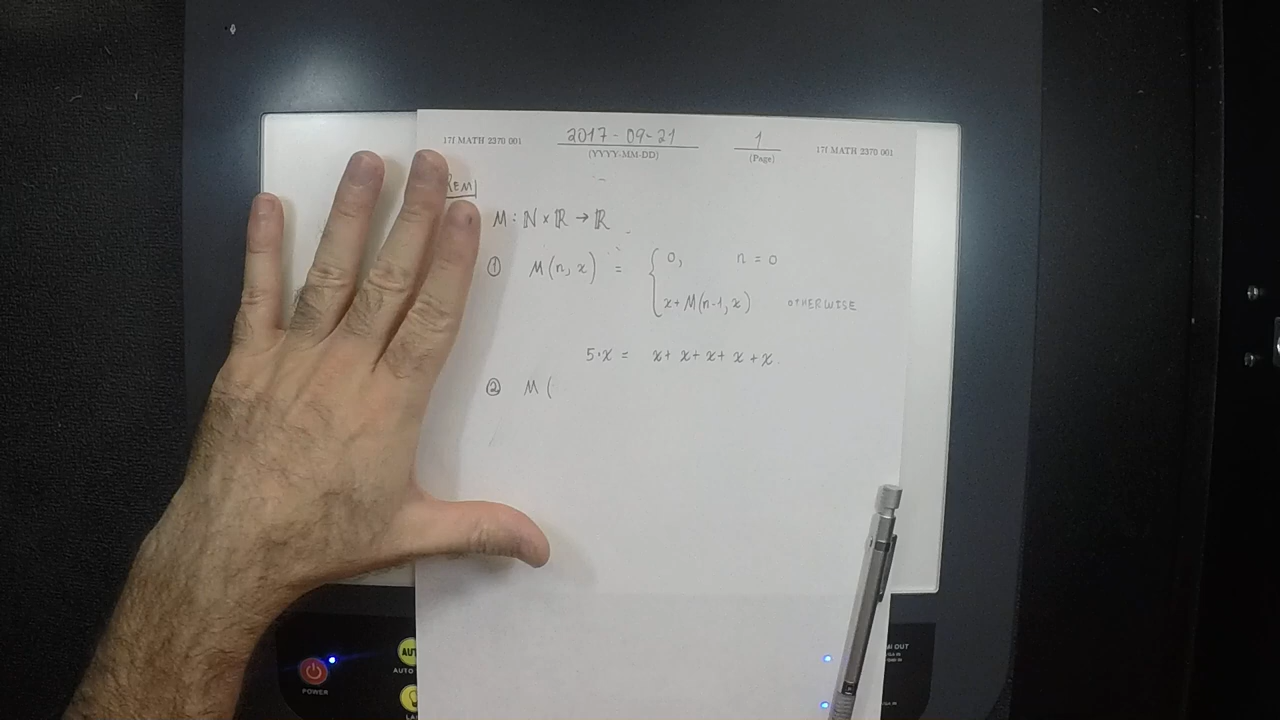 17f MATH 2370 001 2017-09-21 1 17f MATH 2370 001
(YYYY-MM-DD) (Page)
REM
M : ℕ × ℝ → ℝ
① M(n, x) = { 0, n = 0
x + M(n-1, x) OTHERWISE
5·x = x + x + x + x + x.
② M (
POWER